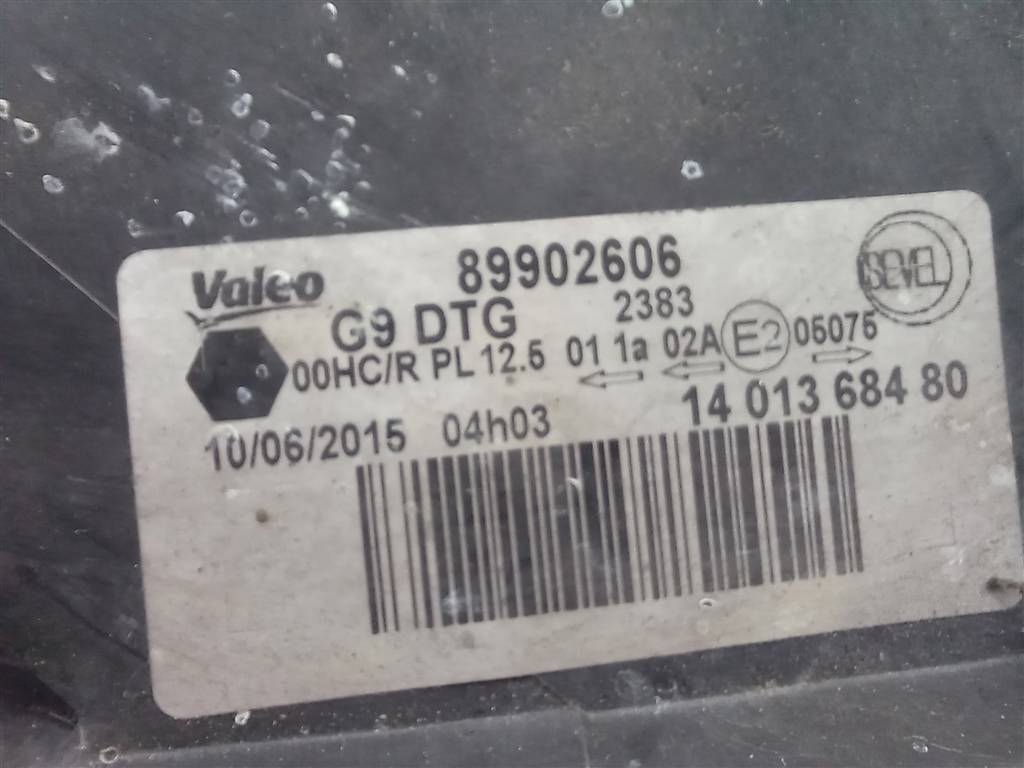 Valeo 89902606 SEVEL
G9 DTG 2383
00HC/R PL 12.5 01 1a 02A E2 05075
10/06/2015 04h03 14 013 684 80